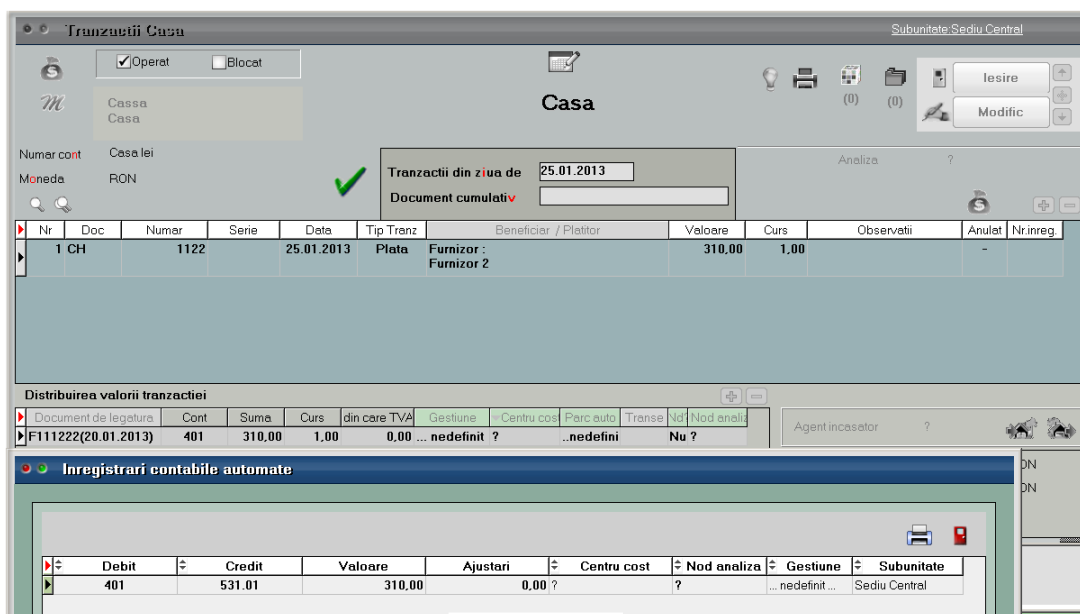 Tranzactii Casa Subunitate:Sediu Central
Operat Blocat
Iesire
(0) (0)
Cassa
Casa
Casa
Modific
Numar cont Casa lei
Moneda RON
Tranzactii din ziua de 25.01.2013
Document cumulativ
Analiza ?
Nr Doc Numar Serie Data Tip Tranz Beneficiar / Platitor Valoare Curs Observatii Anulat Nr.inreg.
1 CH 1122 25.01.2013 Plata Furnizor : 310,00 1,00 -
Furnizor 2
Distribuirea valorii tranzactiei
Document de legatura Cont Suma Curs din care TVA Gestiune Centru cost Parc auto Transe Nd? Nod analiz
F111222(20.01.2013) 401 310,00 1,00 0,00 ... nedefinit ? ..nedefini Nu ?
Agent incasator ?
Inregistrari contabile automate
ON
ON
Debit Credit Valoare Ajustari Centru cost Nod analiza Gestiune Subunitate
401 531.01 310,00 0,00 ? ? ... nedefinit ... Sediu Central